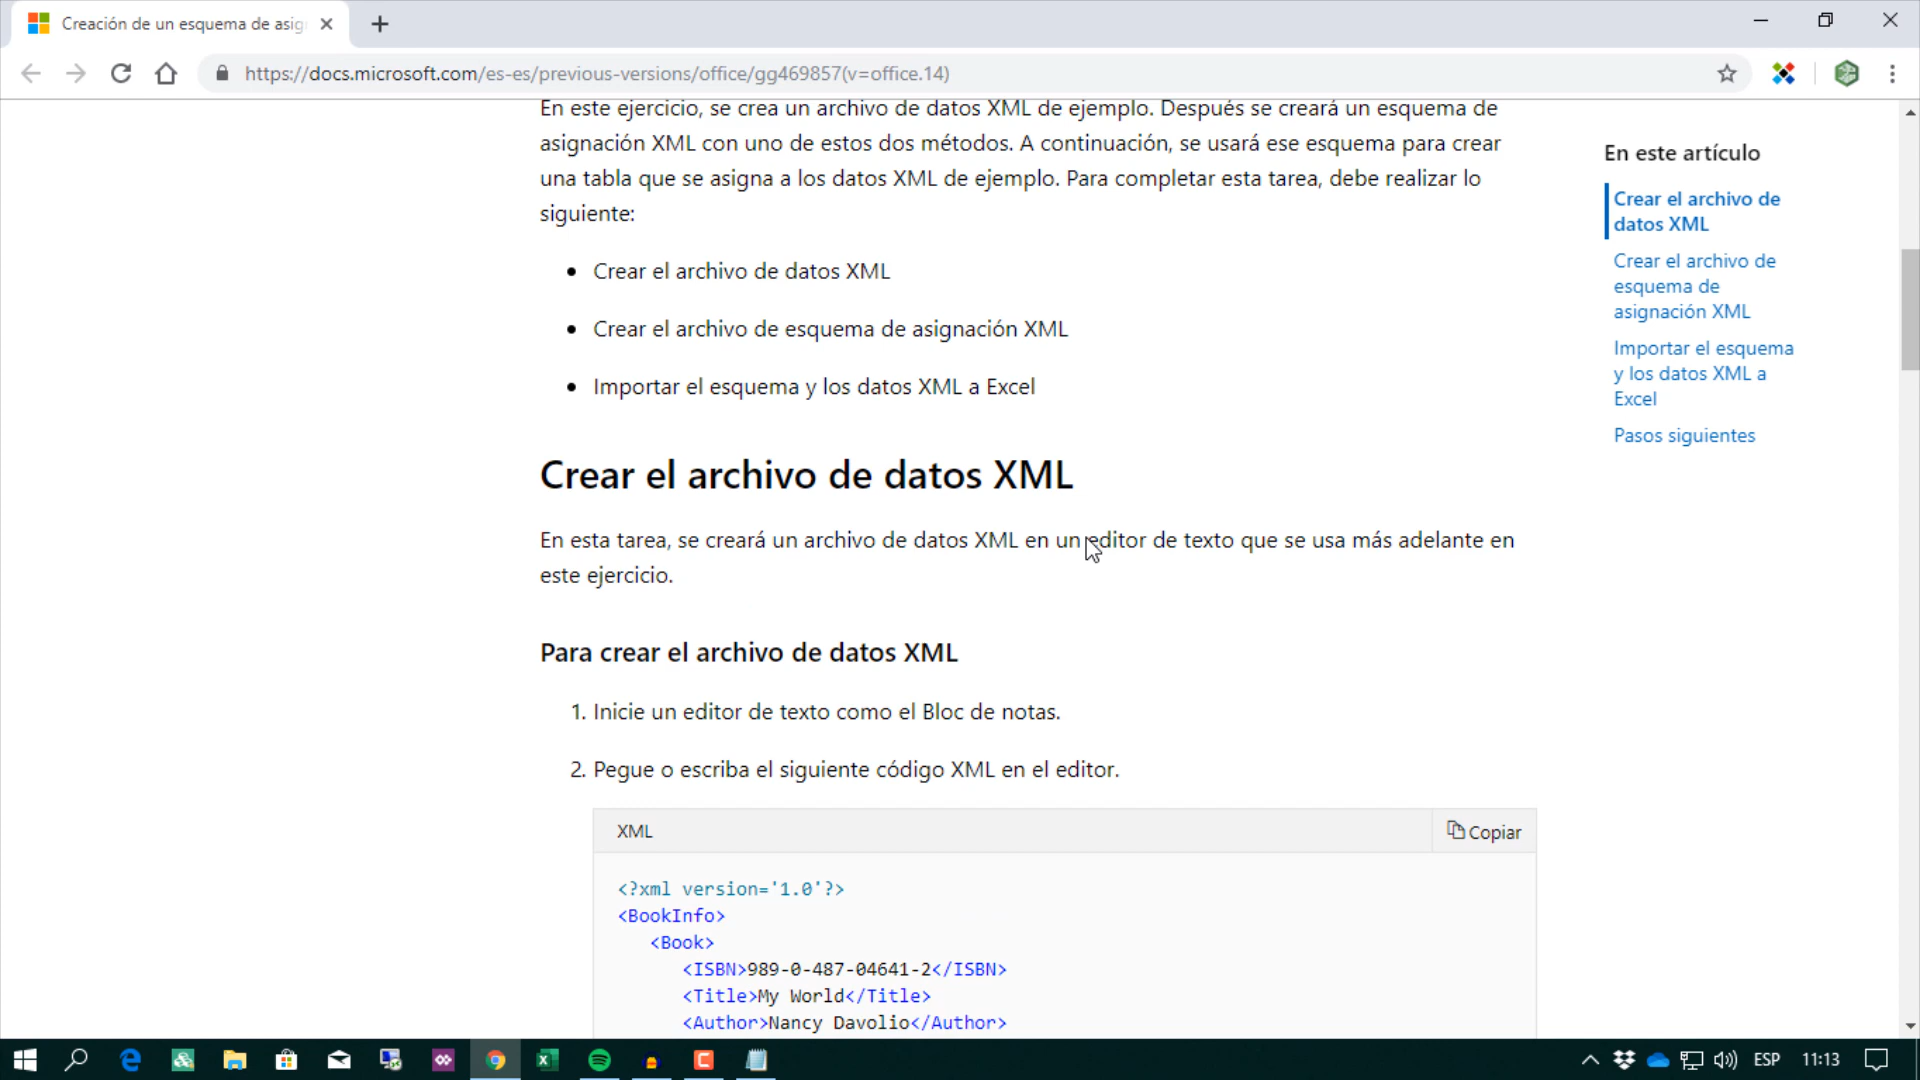 Creación de un esquema de asig
https://docs.microsoft.com/es-es/previous-versions/office/gg469857(v=office.14)
En este ejercicio, se crea un archivo de datos XML de ejemplo. Después se creará un esquema de
asignación XML con uno de estos dos métodos. A continuación, se usará ese esquema para crear
una tabla que se asigna a los datos XML de ejemplo. Para completar esta tarea, debe realizar lo
siguiente:
• Crear el archivo de datos XML
• Crear el archivo de esquema de asignación XML
• Importar el esquema y los datos XML a Excel
Crear el archivo de datos XML
En esta tarea, se creará un archivo de datos XML en un editor de texto que se usa más adelante en
este ejercicio.
Para crear el archivo de datos XML
1. Inicie un editor de texto como el Bloc de notas.
2. Pegue o escriba el siguiente código XML en el editor.
XML
Copiar
<?xml version='1.0'?>
<BookInfo>
<Book>
<ISBN>989-0-487-04641-2</ISBN>
<Title>My World</Title>
<Author>Nancy Davolio</Author>
En este artículo
Crear el archivo de
datos XML
Crear el archivo de
esquema de
asignación XML
Importar el esquema
y los datos XML a
Excel
Pasos siguientes
ESP
11:13